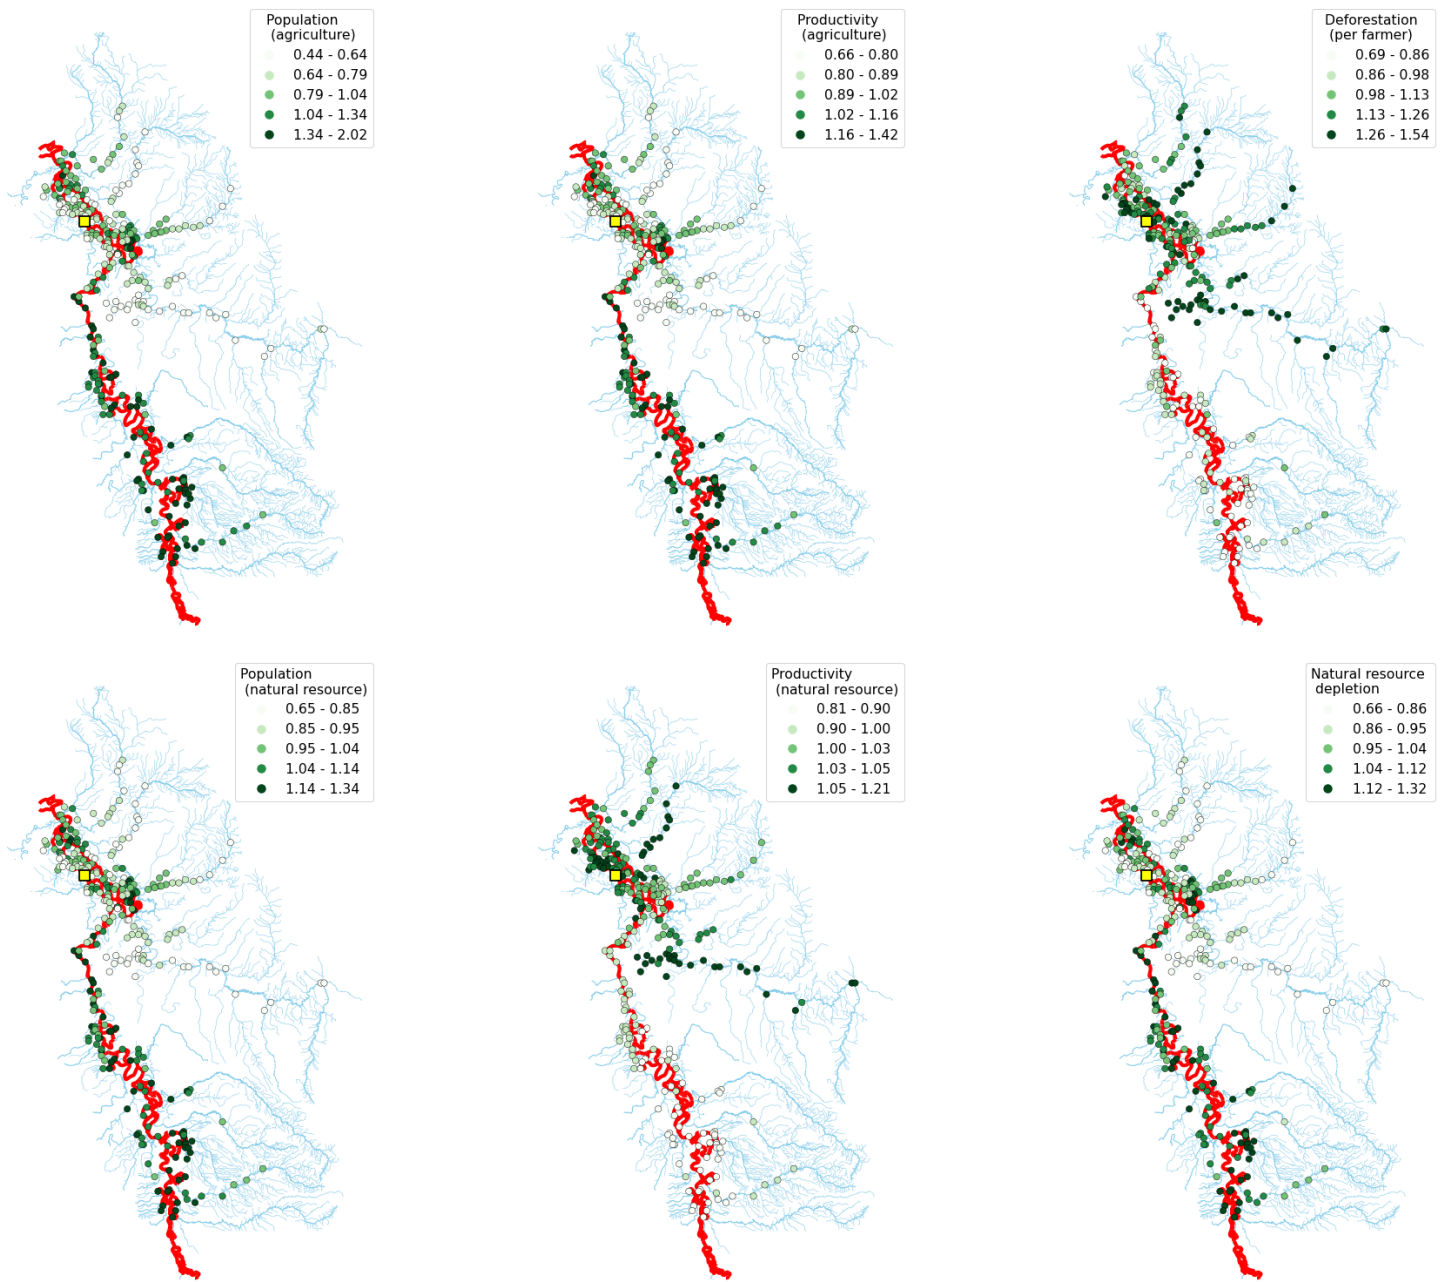 Population
(agriculture)
0.44 - 0.64
0.64 - 0.79
0.79 - 1.04
1.04 - 1.34
1.34 - 2.02
Productivity
(agriculture)
0.66 - 0.80
0.80 - 0.89
0.89 - 1.02
1.02 - 1.16
1.16 - 1.42
Deforestation
(per farmer)
0.69 - 0.86
0.86 - 0.98
0.98 - 1.13
1.13 - 1.26
1.26 - 1.54
Population
(natural resource)
0.65 - 0.85
0.85 - 0.95
0.95 - 1.04
1.04 - 1.14
1.14 - 1.34
Productivity
(natural resource)
0.81 - 0.90
0.90 - 1.00
1.00 - 1.03
1.03 - 1.05
1.05 - 1.21
Natural resource
depletion
0.66 - 0.86
0.86 - 0.95
0.95 - 1.04
1.04 - 1.12
1.12 - 1.32